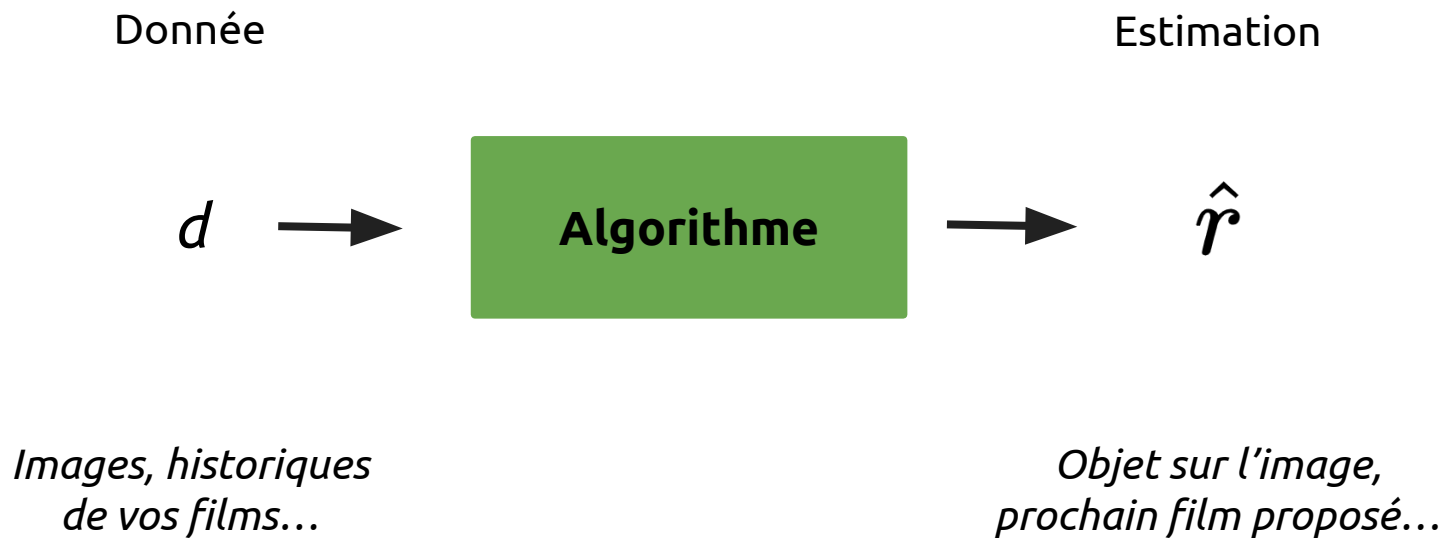 Donnée
Estimation
d
Algorithme
r̂
Images, historiques
de vos films…
Objet sur l’image,
prochain film proposé…